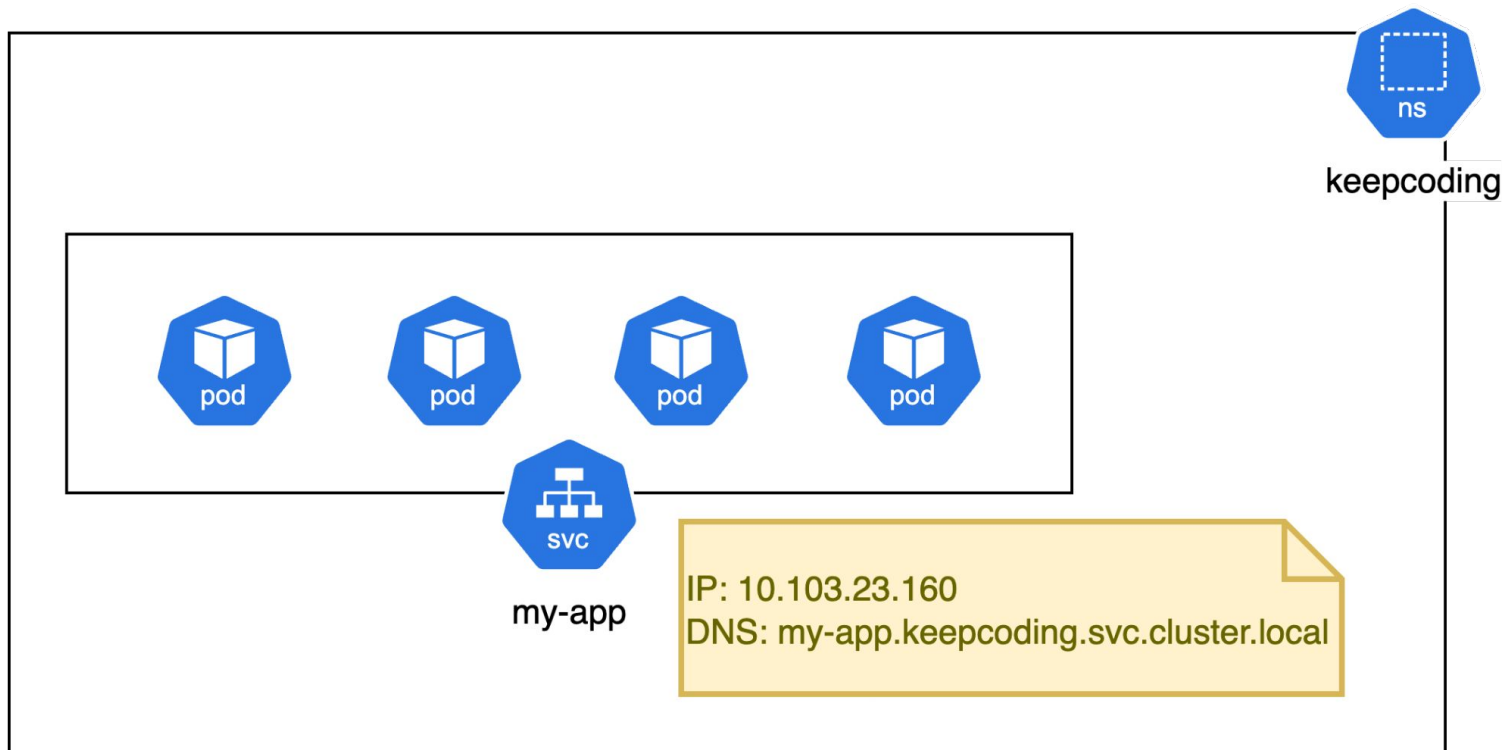 ns
keepcoding
pod
pod
pod
pod
svc
my-app
IP: 10.103.23.160
DNS: my-app.keepcoding.svc.cluster.local